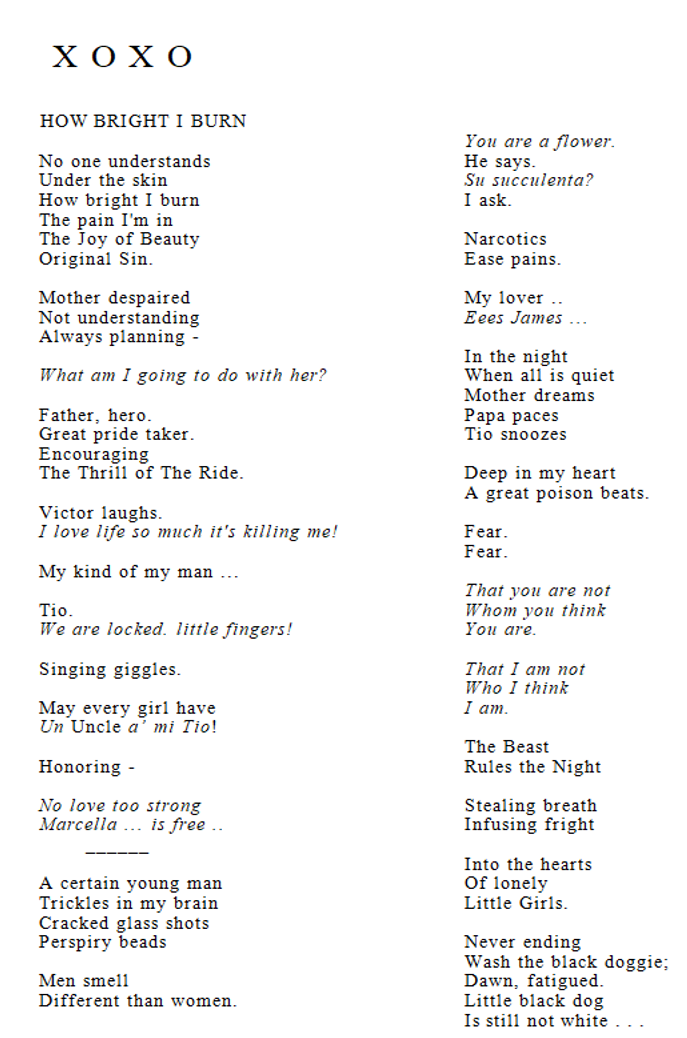 X O X O
HOW BRIGHT I BURN
No one understands
Under the skin
How bright I burn
The pain I'm in
The Joy of Beauty
Original Sin.
Mother despaired
Not understanding
Always planning -
What am I going to do with her?
Father, hero.
Great pride taker.
Encouraging
The Thrill of The Ride.
Victor laughs.
I love life so much it's killing me!
My kind of my man ...
Tio.
We are locked. little fingers!
Singing giggles.
May every girl have
Un Uncle a' mi Tio!
Honoring -
No love too strong
Marcella ... is free ..
______
A certain young man
Trickles in my brain
Cracked glass shots
Perspiry beads
Men smell
Different than women.
You are a flower.
He says.
Su succulenta?
I ask.
Narcotics
Ease pains.
My lover ..
Eees James ...
In the night
When all is quiet
Mother dreams
Papa paces
Tio snoozes
Deep in my heart
A great poison beats.
Fear.
Fear.
That you are not
Whom you think
You are.
That I am not
Who I think
I am.
The Beast
Rules the Night
Stealing breath
Infusing fright
Into the hearts
Of lonely
Little Girls.
Never ending
Wash the black doggie;
Dawn, fatigued.
Little black dog
Is still not white . . .